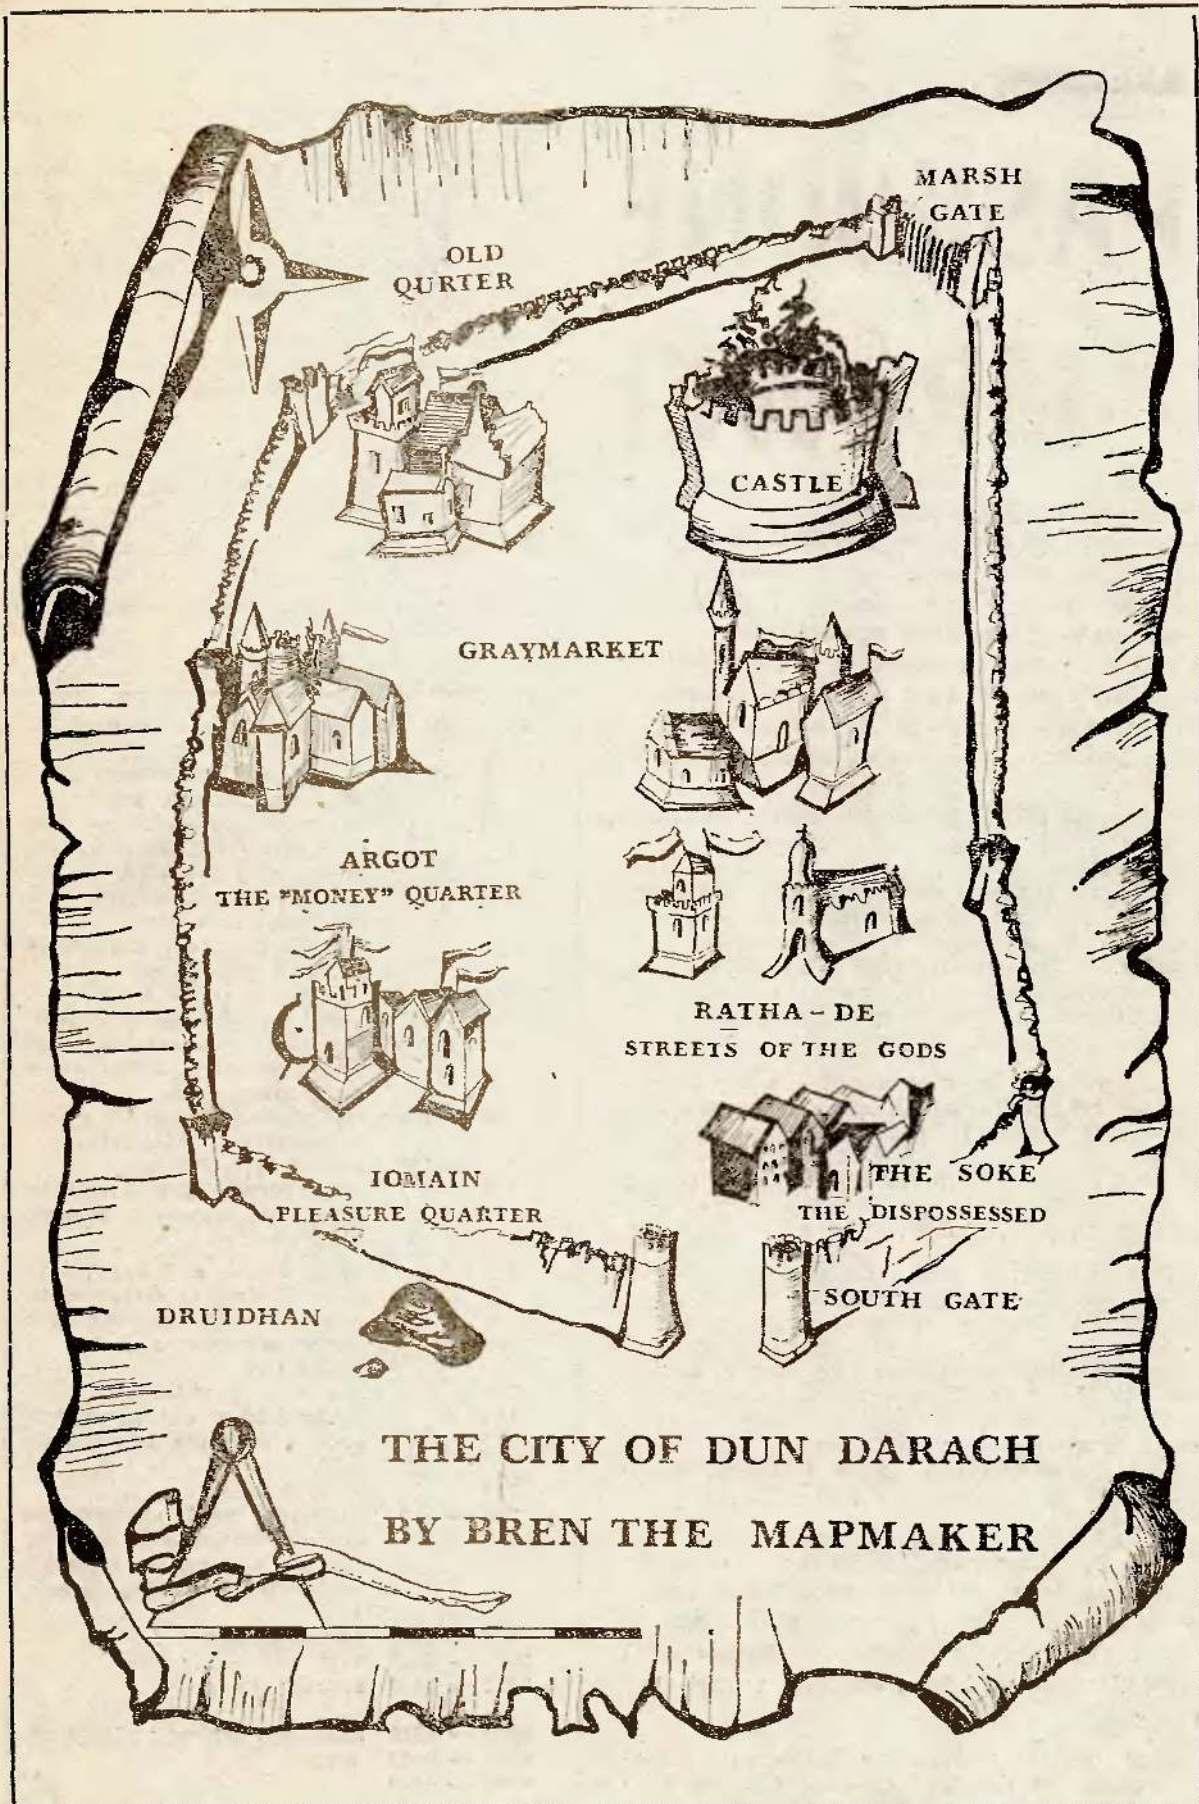 MARSH
GATE
OLD
QURTER
CASTLE
GRAYMARKET
ARGOT
THE "MONEY" QUARTER
RATHA - DE
STREETS OF THE GODS
IOMAIN
PLEASURE QUARTER
THE SOKE
THE DISPOSSESSED
SOUTH GATE
DRUIDHAN
THE CITY OF DUN DARACH
BY BREN THE MAPMAKER